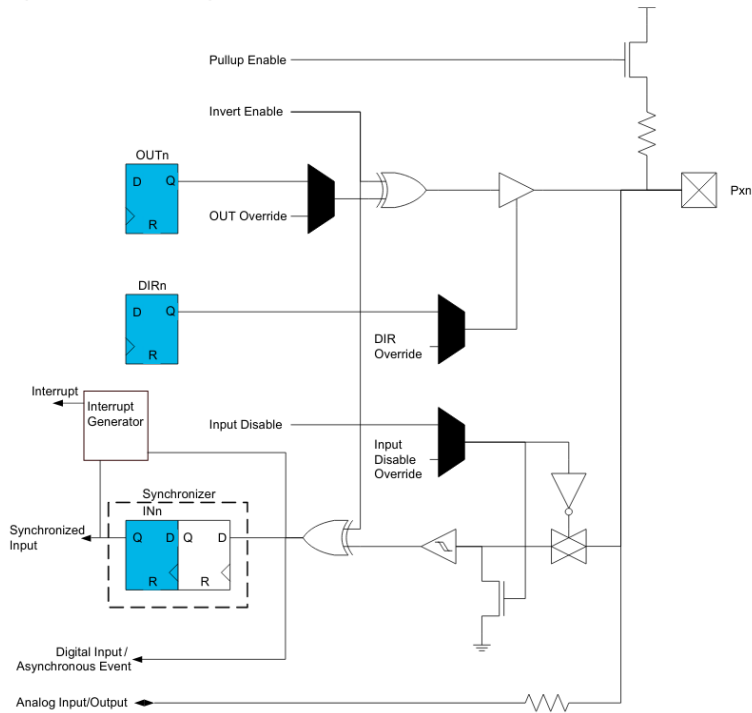 Pullup Enable
Invert Enable
OUTn
D Q
R
OUT Override
Pxn
DIRn
D Q
R
DIR
Override
Interrupt
Interrupt
Generator
Input Disable
Input
Disable
Override
Synchronizer
INn
Synchronized
Input
Q D Q D
R R
Digital Input /
Asynchronous Event
Analog Input/Output